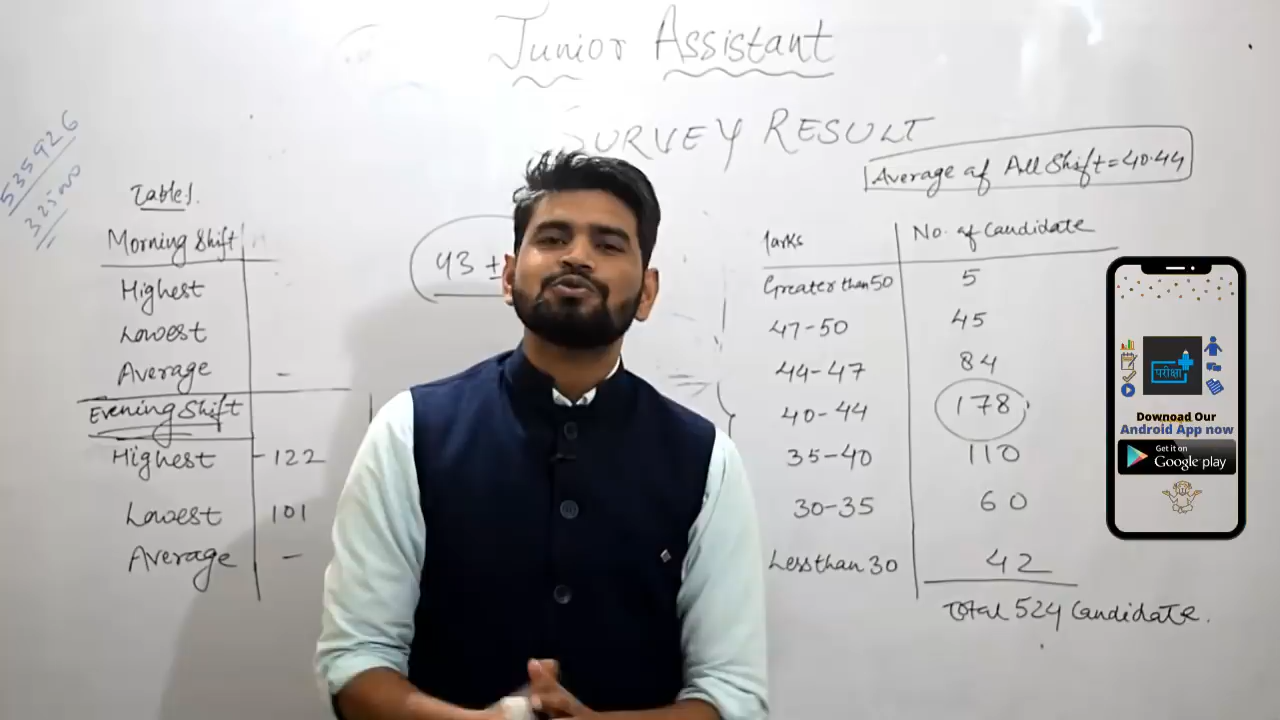 Junior Assistant
SURVEY RESULT
Average of All Shift = 40.44
535926
Table 1.
Morning Shift
Highest
Lowest
Average -
Evening Shift
Highest - 122
Lowest 101
Average -
43 ±
Marks No. of Candidate
Greater than 50 5
47-50 45
44-47 84
40-44 178
35-40 110
30-35 60
Less than 30 42
Total 524 Candidate.
परीक्षा
Downoad Our
Android App now
Get it on
Google play